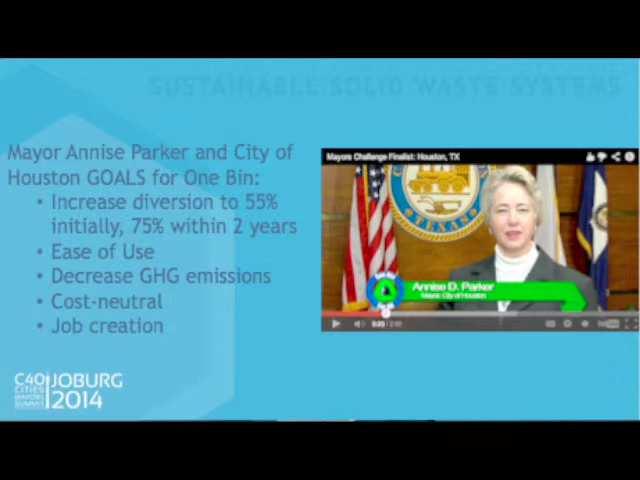 SUSTAINABLE SOLID WASTE SYSTEMS
Mayor Annise Parker and City of
Houston GOALS for One Bin:
• Increase diversion to 55%
initially, 75% within 2 years
• Ease of Use
• Decrease GHG emissions
• Cost-neutral
• Job creation
Mayors Challenge Finalist: Houston, TX
TEXAS
Annise D. Parker
Mayor, City of Houston
C40 JOBURG
CITIES
MAYORS 2014
SUMMIT